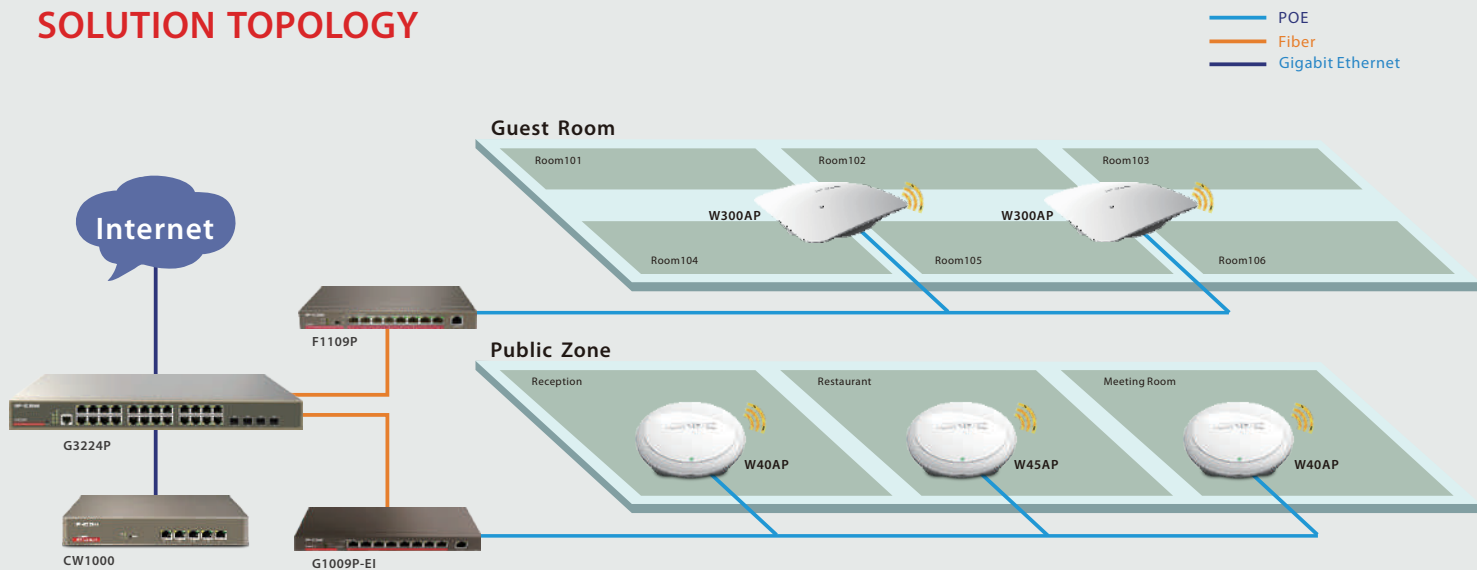 SOLUTION TOPOLOGY
POE
Fiber
Gigabit Ethernet
Guest Room
Room101
Room102
Room103
W300AP
W300AP
Room104
Room105
Room106
Internet
F1109P
Public Zone
Reception
Restaurant
Meeting Room
G3224P
W40AP
W45AP
W40AP
CW1000
G1009P-EI